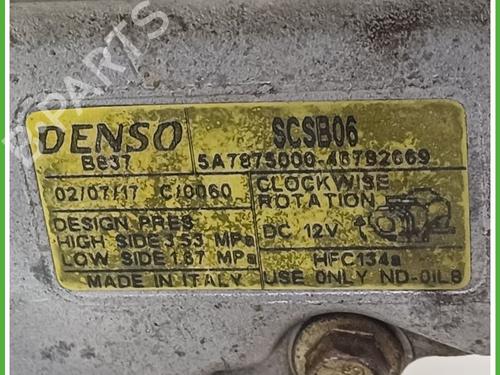 DENSO
SCSB06
BB37
5A7875000-46782669
02/07/17 C/0060
CLOCKWISE
ROTATION
DESIGN PRES
HIGH SIDE 3.53 MPa
LOW SIDE 1.67 MPa
DC 12V
MADE IN ITALY
HFC134a
USE ONLY ND-OIL8